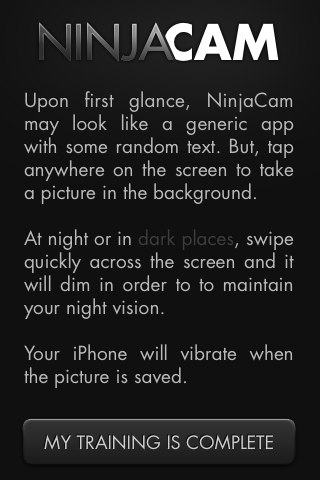 NINJACAM
Upon first glance, NinjaCam
may look like a generic app
with some random text. But, tap
anywhere on the screen to take
a picture in the background.
At night or in dark places, swipe
quickly across the screen and it
will dim in order to to maintain
your night vision.
Your iPhone will vibrate when
the picture is saved.
MY TRAINING IS COMPLETE